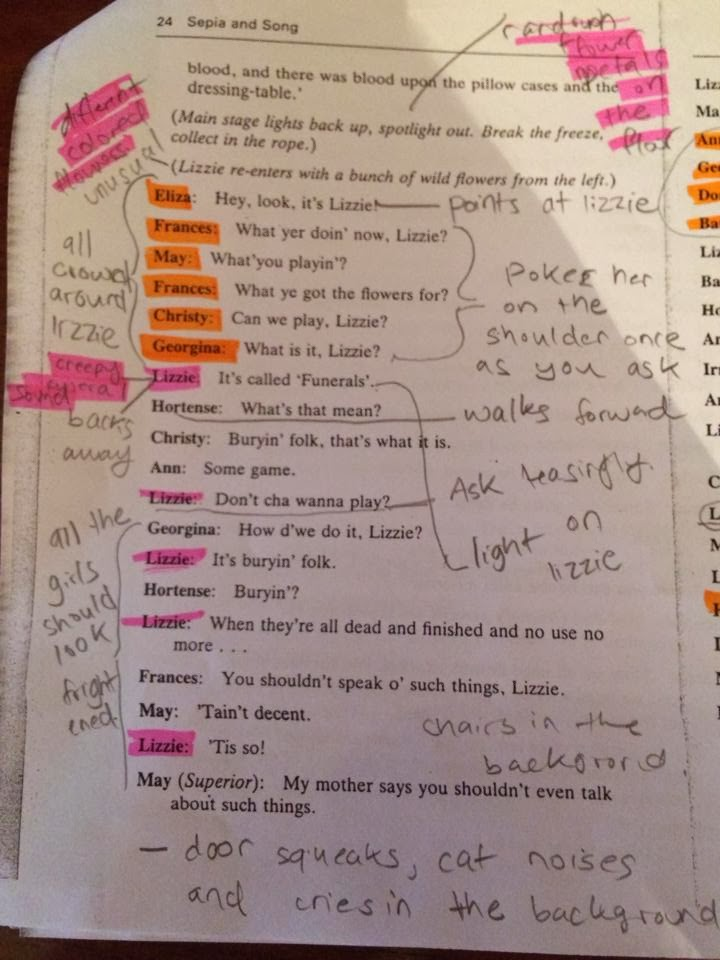 24 Sepia and Song
random
flower
petals
on
the
floor
blood, and there was blood upon the pillow cases and the
dressing-table.'
(Main stage lights back up, spotlight out. Break the freeze,
collect in the rope.)
(Lizzie re-enters with a bunch of wild flowers from the left.)
different
colored
flowers
unusual
Eliza: Hey, look, it's Lizzie!
points at lizzie
Frances: What yer doin' now, Lizzie?
May: What'you playin'?
Frances: What ye got the flowers for?
Christy: Can we play, Lizzie?
Georgina: What is it, Lizzie?
all
crowd
around
lizzie
Pokes her
on the
shoulder once
as you ask
Lizzie: It's called 'Funerals'.
creepy
sound
backs
away
Hortense: What's that mean?
walks forwad
Christy: Buryin' folk, that's what it is.
Ann: Some game.
Lizzie: Don't cha wanna play?
Ask teasingly.
light on
lizzie
Georgina: How d'we do it, Lizzie?
Lizzie: It's buryin' folk.
Hortense: Buryin'?
Lizzie: When they're all dead and finished and no use no
more . . .
all the
girls
should
look
fright
ened
Frances: You shouldn't speak o' such things, Lizzie.
May: 'Tain't decent.
Lizzie: 'Tis so!
chairs in the
May (Superior): My mother says you shouldn't even talk
about such things.
— door squeaks, cat noises
and cries in the background
Liz
Ma
An
Ge
Do
Ba
Liz
Ba
Ho
Ar
Iri
Ar
Li
C
L